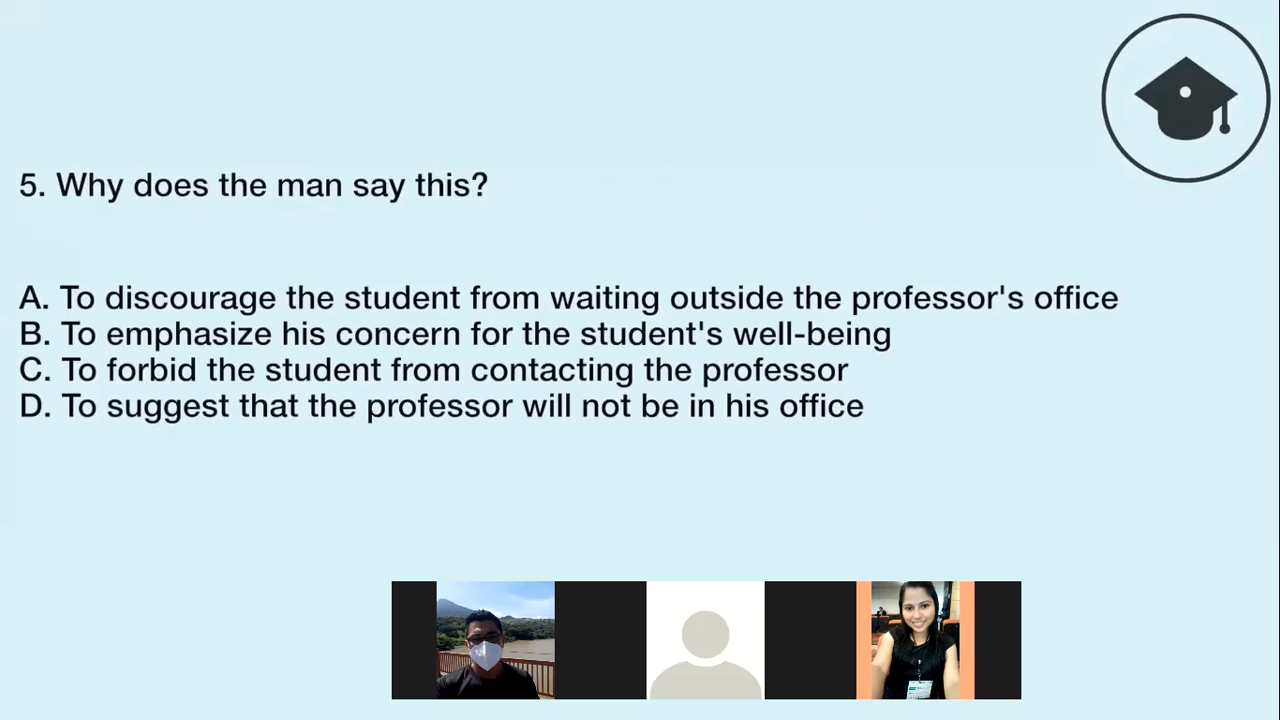 5. Why does the man say this?
A. To discourage the student from waiting outside the professor's office
B. To emphasize his concern for the student's well-being
C. To forbid the student from contacting the professor
D. To suggest that the professor will not be in his office